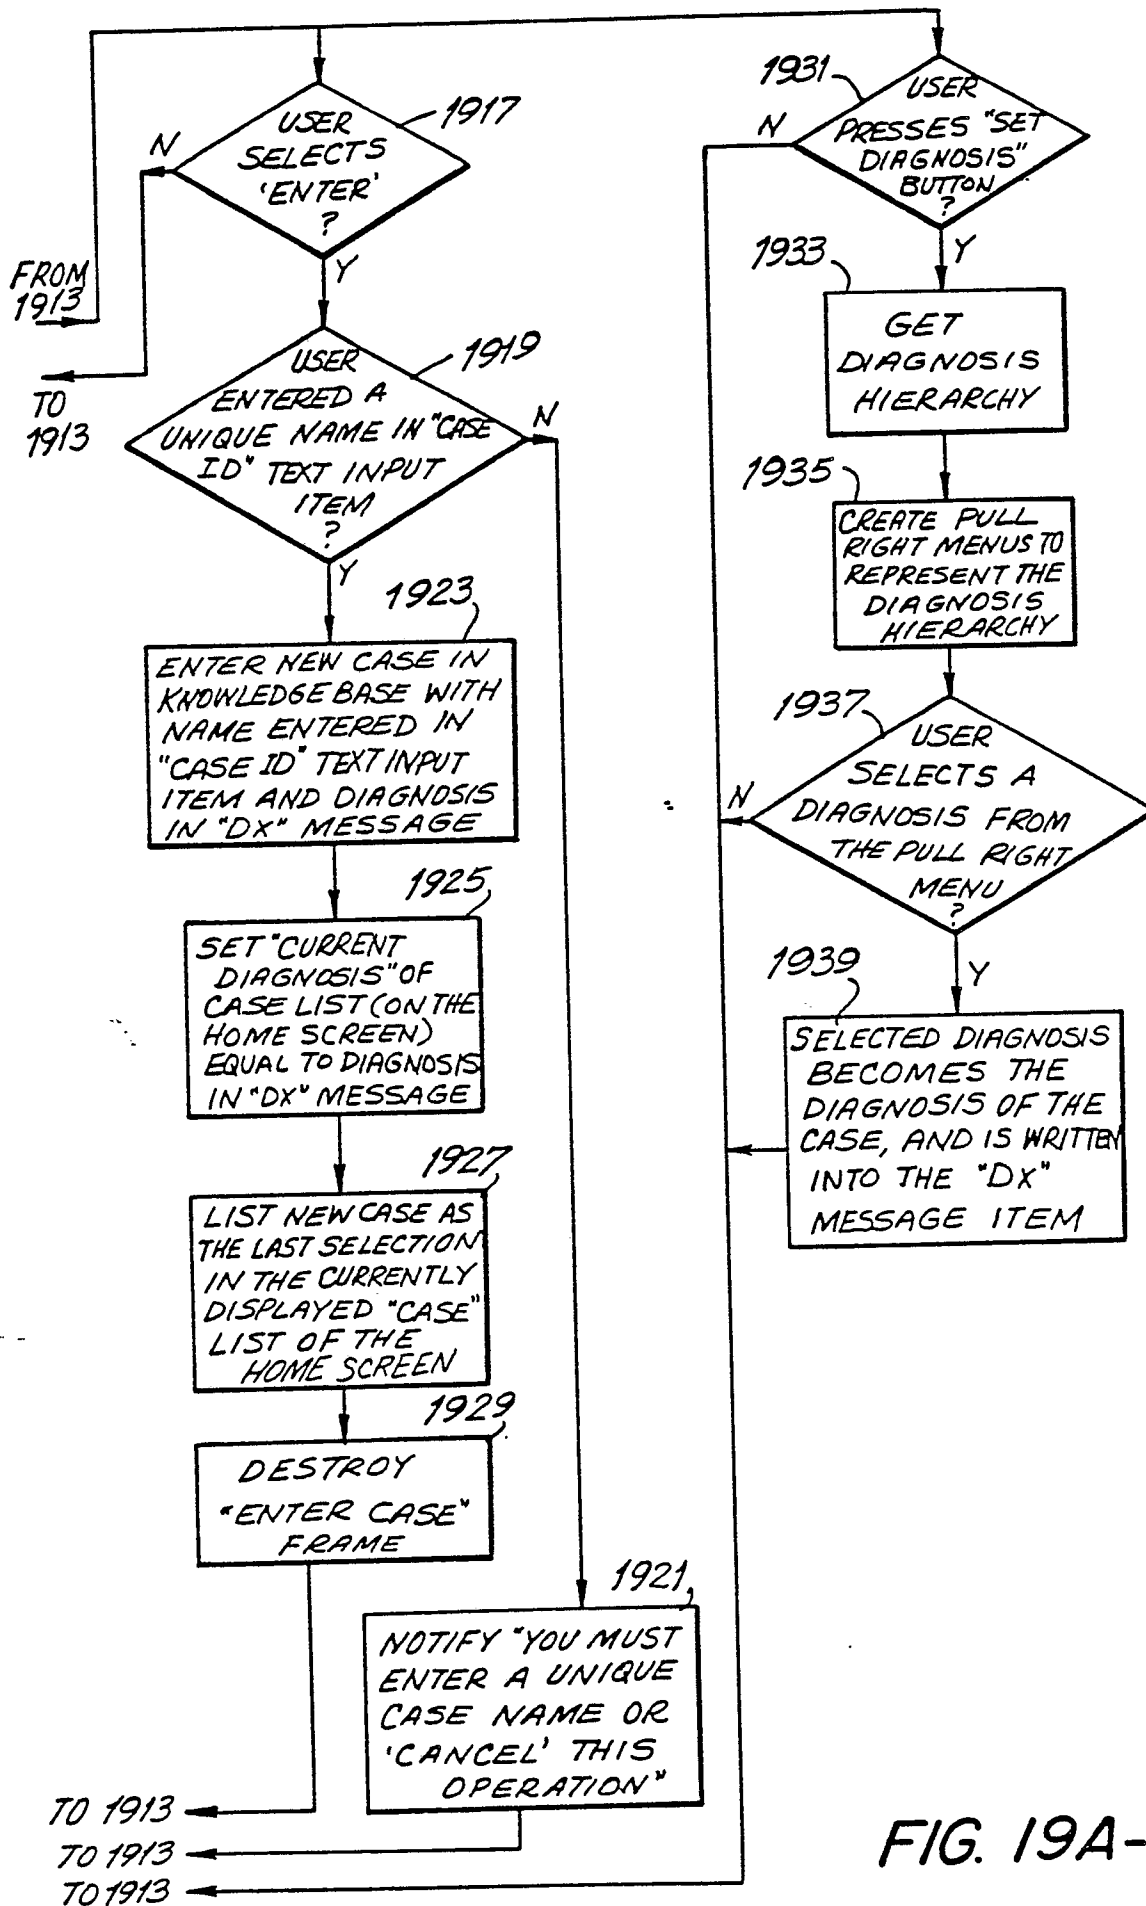 1917
USER
SELECTS
'ENTER'
?
N
Y
FROM
1913
TO
1913
1919
USER
ENTERED A
UNIQUE NAME IN "CASE
ID" TEXT INPUT
ITEM
?
N
Y
1923
ENTER NEW CASE IN
KNOWLEDGE BASE WITH
NAME ENTERED IN
"CASE ID" TEXT INPUT
ITEM AND DIAGNOSIS
IN "DX" MESSAGE
1925
SET "CURRENT
DIAGNOSIS" OF
CASE LIST (ON THE
HOME SCREEN)
EQUAL TO DIAGNOSIS
IN "DX" MESSAGE
1927
LIST NEW CASE AS
THE LAST SELECTION
IN THE CURRENTLY
DISPLAYED "CASE"
LIST OF THE
HOME SCREEN
1929
DESTROY
"ENTER CASE"
FRAME
1921
NOTIFY "YOU MUST
ENTER A UNIQUE
CASE NAME OR
'CANCEL' THIS
OPERATION"
TO 1913
TO 1913
TO 1913
1931
USER
PRESSES "SET
DIAGNOSIS"
BUTTON
?
N
Y
1933
GET
DIAGNOSIS
HIERARCHY
1935
CREATE PULL
RIGHT MENUS TO
REPRESENT THE
DIAGNOSIS
HIERARCHY
1937
USER
SELECTS A
DIAGNOSIS FROM
THE PULL RIGHT
MENU
?
N
Y
1939
SELECTED DIAGNOSIS
BECOMES THE
DIAGNOSIS OF THE
CASE, AND IS WRITTEN
INTO THE "DX"
MESSAGE ITEM
FIG. 19A-